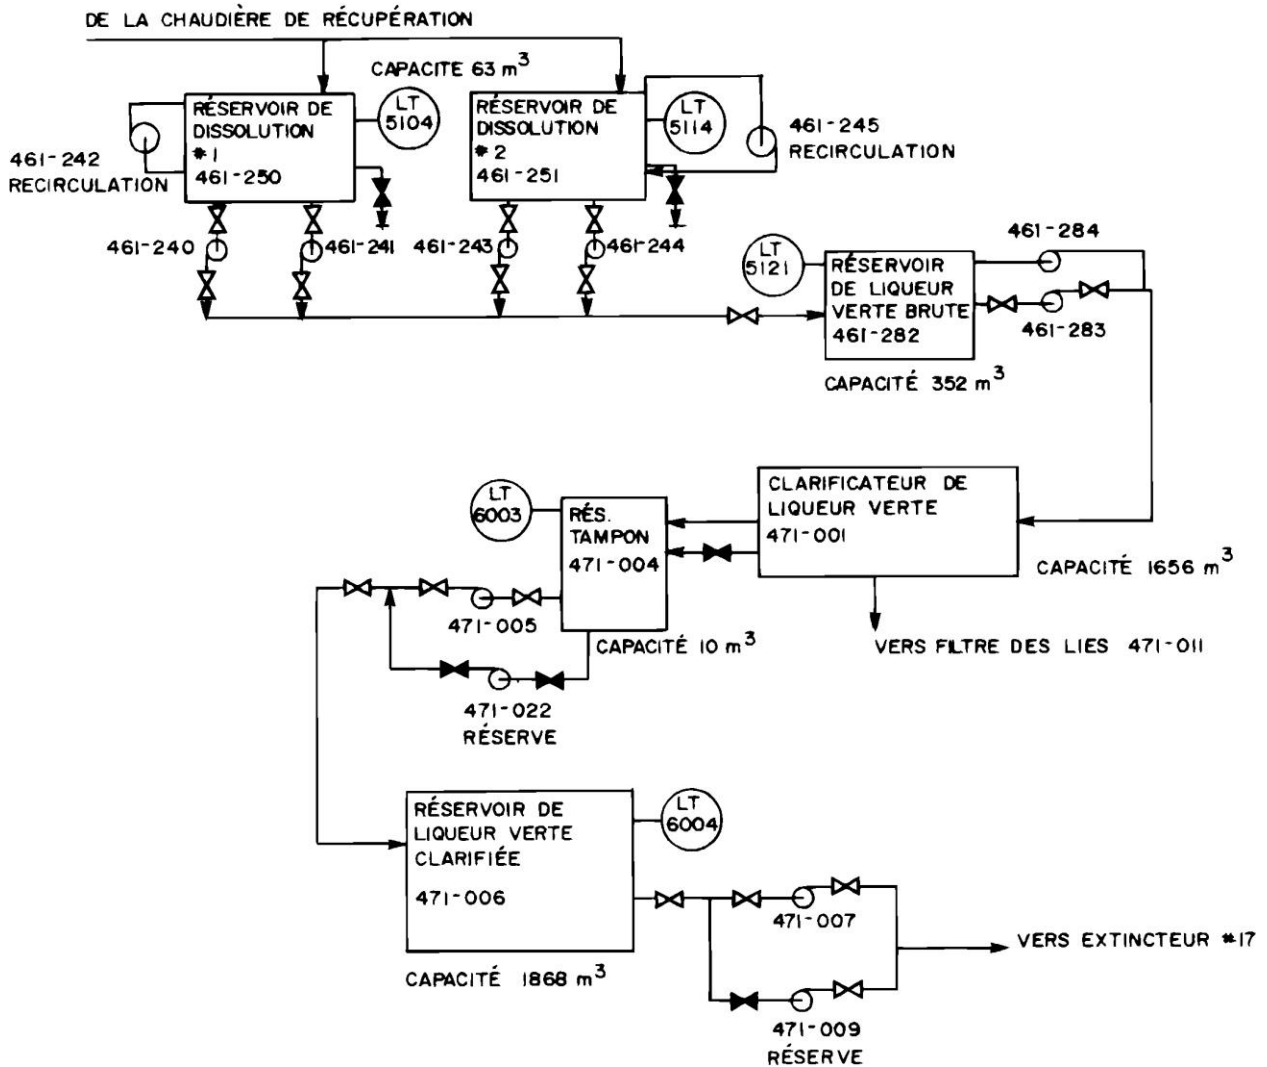 DE LA CHAUDIÈRE DE RÉCUPÉRATION
CAPACITE 63 m³
RÉSERVOIR DE
DISSOLUTION
#1
461-250
LT
5104
RÉSERVOIR DE
DISSOLUTION
#2
461-251
LT
5114
461-242
RECIRCULATION
461-245
RECIRCULATION
461-240
461-241
461-243
461-244
LT
5121
RÉSERVOIR
DE LIQUEUR
VERTE BRUTE
461-282
461-284
461-283
CAPACITÉ 352 m³
CLARIFICATEUR DE
LIQUEUR VERTE
471-001
CAPACITÉ 1656 m³
LT
6003
RÉS.
TAMPON
471-004
471-005
CAPACITÉ 10 m³
VERS FILTRE DES LIES 471-011
471-022
RÉSERVE
RÉSERVOIR DE
LIQUEUR VERTE
CLARIFIÉE
471-006
LT
6004
CAPACITÉ 1868 m³
471-007
VERS EXTINCTEUR #17
471-009
RÉSERVE